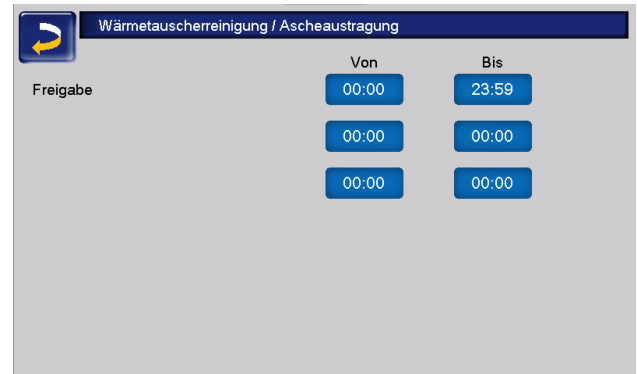 Wärmetauscherreinigung / Ascheaustragung
Von Bis
Freigabe 00:00 23:59
00:00 00:00
00:00 00:00